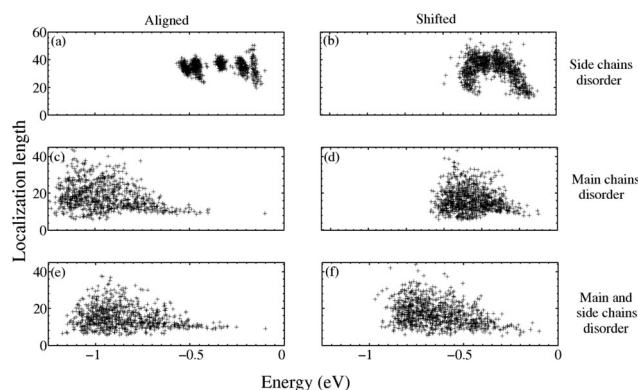 Aligned
Shifted
60
40
20
0
(a)
(b)
Side chains
disorder
Localization length
40
20
0
(c)
(d)
Main chains
disorder
40
20
0
(e)
(f)
Main and
side chains
disorder
−1
−0.5
0
−1
−0.5
0
Energy (eV)